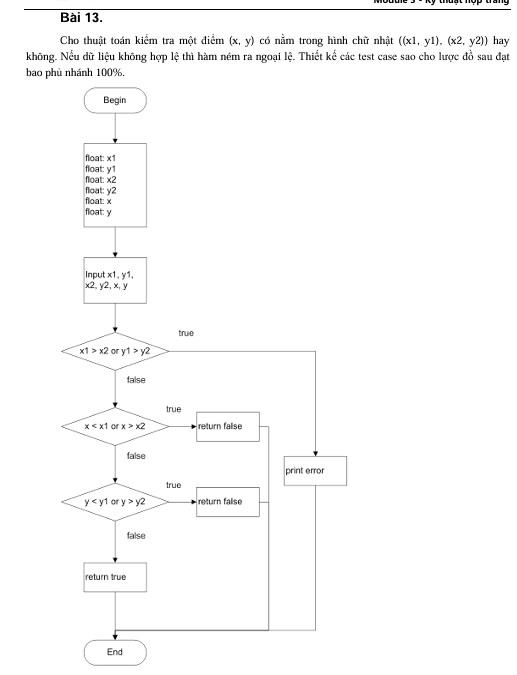 Module 3 - Kỹ thuật hộp trắng
Bài 13.
Cho thuật toán kiểm tra một điểm (x, y) có nằm trong hình chữ nhật ((x1, y1), (x2, y2)) hay
không. Nếu dữ liệu không hợp lệ thì hàm ném ra ngoại lệ. Thiết kế các test case sao cho lược đồ sau đạt
bao phủ nhánh 100%.
Begin
float: x1
float: y1
float: x2
float: y2
float: x
float: y
Input x1, y1,
x2, y2, x, y
true
x1 > x2 or y1 > y2
false
true
x < x1 or x > x2
return false
false
print error
true
y < y1 or y > y2
return false
false
return true
End